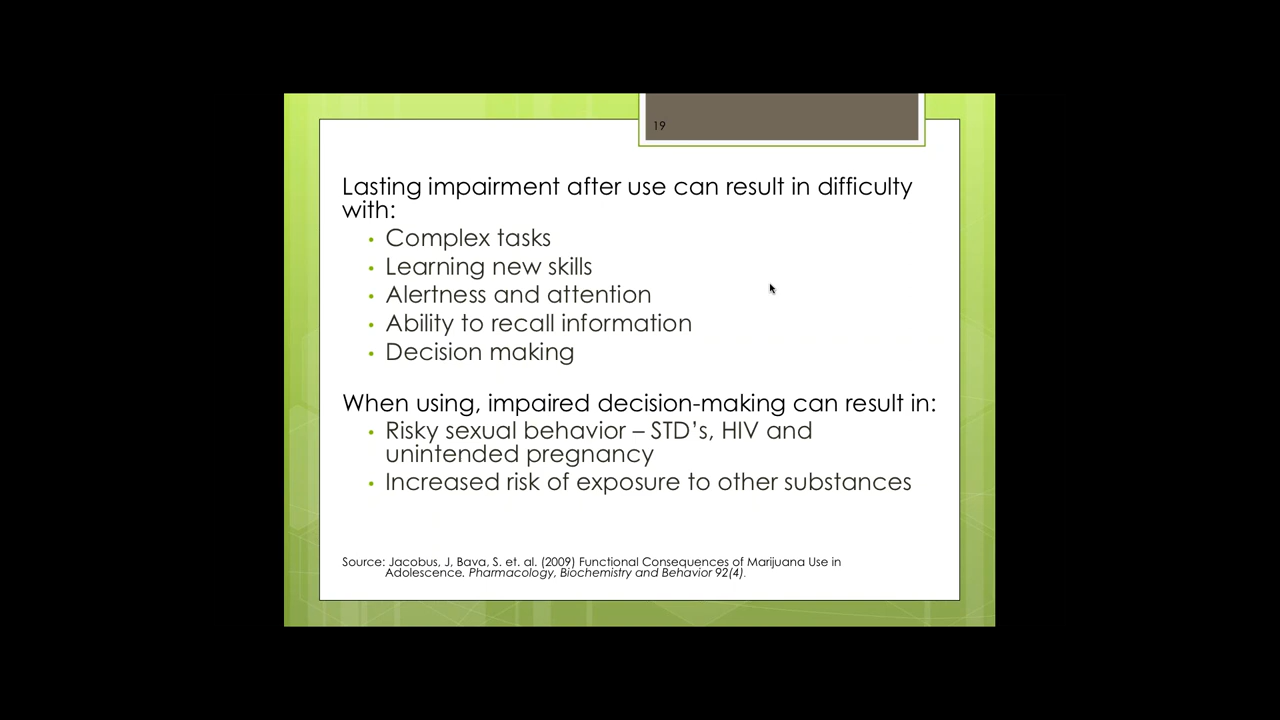 19
Lasting impairment after use can result in difficulty
with:
• Complex tasks
• Learning new skills
• Alertness and attention
• Ability to recall information
• Decision making
When using, impaired decision-making can result in:
• Risky sexual behavior – STD’s, HIV and
unintended pregnancy
• Increased risk of exposure to other substances
Source: Jacobus, J, Bava, S. et. al. (2009) Functional Consequences of Marijuana Use in
Adolescence. Pharmacology, Biochemistry and Behavior 92(4).